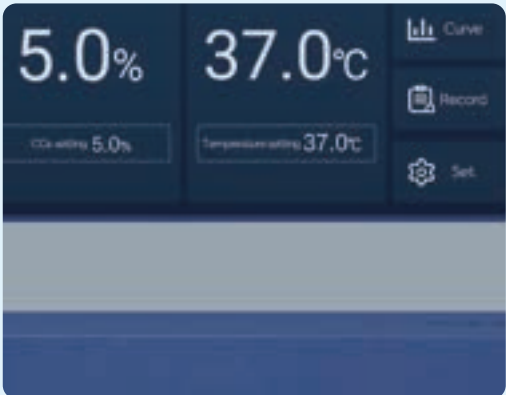 5.0%
37.0℃
CO₂ setting 5.0%
Temperature setting 37.0℃
Curve
Record
Set